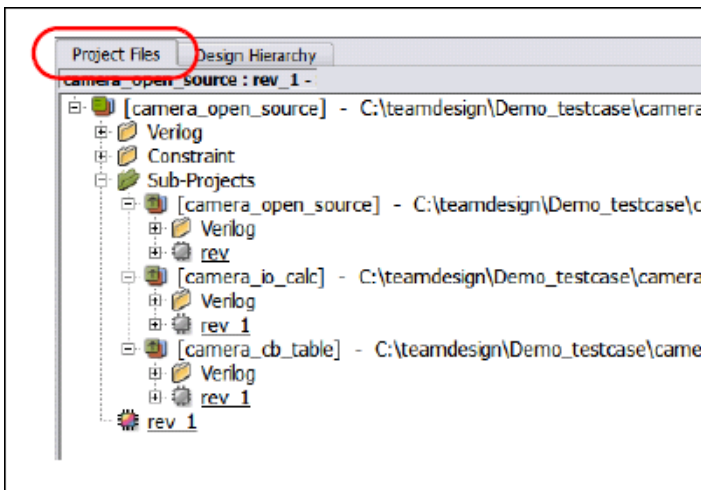 Project Files Design Hierarchy
camera_open_source : rev_1 -
[camera_open_source] - C:\teamdesign\Demo_testcase\camera
Verilog
Constraint
Sub-Projects
[camera_open_source] - C:\teamdesign\Demo_testcase\c
Verilog
rev
[camera_io_calc] - C:\teamdesign\Demo_testcase\camera
Verilog
rev_1
[camera_cb_table] - C:\teamdesign\Demo_testcase\came
Verilog
rev_1
rev_1